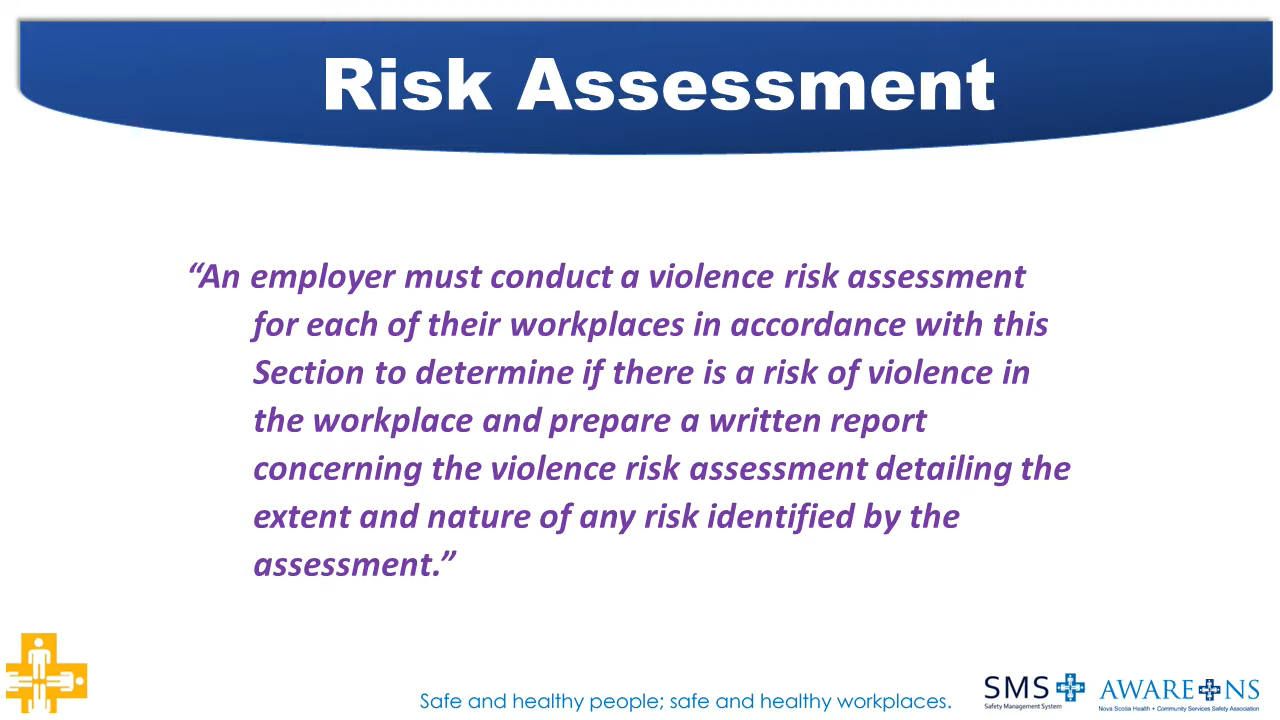 Risk Assessment
“An employer must conduct a violence risk assessment
for each of their workplaces in accordance with this
Section to determine if there is a risk of violence in
the workplace and prepare a written report
concerning the violence risk assessment detailing the
extent and nature of any risk identified by the
assessment.”
Safe and healthy people; safe and healthy workplaces.
SMS
Safety Management System
AWARE NS
Nova Scotia Health + Community Services Safety Association